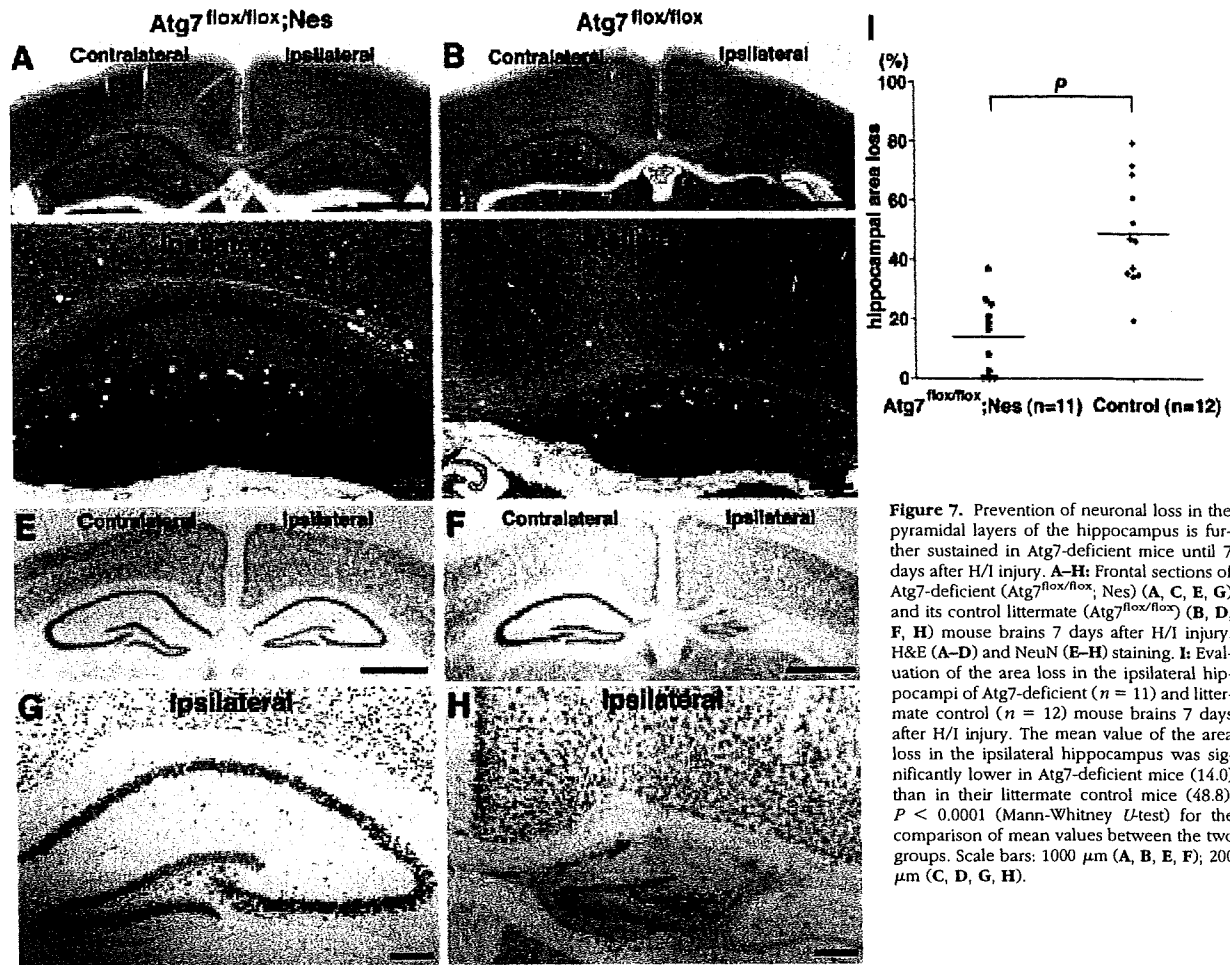 Atg7flox/flox;Nes
Atg7flox/flox
A Contralateral Ipsilateral
B Contralateral Ipsilateral
E Contralateral Ipsilateral
F Contralateral Ipsilateral
G Ipsilateral
H Ipsilateral
I
(%)
P
100
80
60
40
20
0
hippocampal area loss
Atg7flox/flox;Nes (n=11) Control (n=12)
Figure 7. Prevention of neuronal loss in the
pyramidal layers of the hippocampus is fur-
ther sustained in Atg7-deficient mice until 7
days after H/I injury. A–H: Frontal sections of
Atg7-deficient (Atg7flox/flox; Nes) (A, C, E, G)
and its control littermate (Atg7flox/flox) (B, D,
F, H) mouse brains 7 days after H/I injury.
H&E (A–D) and NeuN (E–H) staining. I: Eval-
uation of the area loss in the ipsilateral hip-
pocampi of Atg7-deficient (n = 11) and litter-
mate control (n = 12) mouse brains 7 days
after H/I injury. The mean value of the area
loss in the ipsilateral hippocampus was sig-
nificantly lower in Atg7-deficient mice (14.0)
than in their littermate control mice (48.8).
P < 0.0001 (Mann-Whitney U-test) for the
comparison of mean values between the two
groups. Scale bars: 1000 μm (A, B, E, F); 200
μm (C, D, G, H).